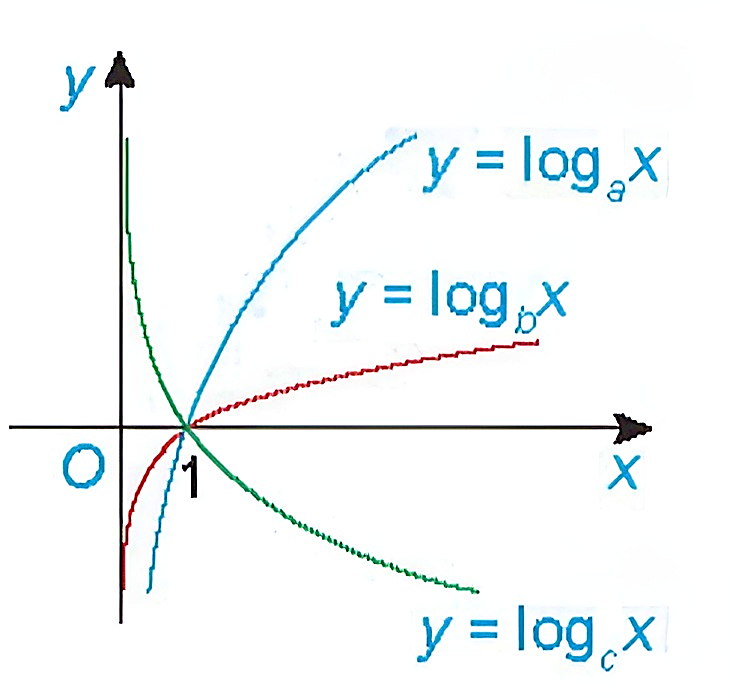 y
y = logₐx
y = log_b x
O
1
x
y = log_c x